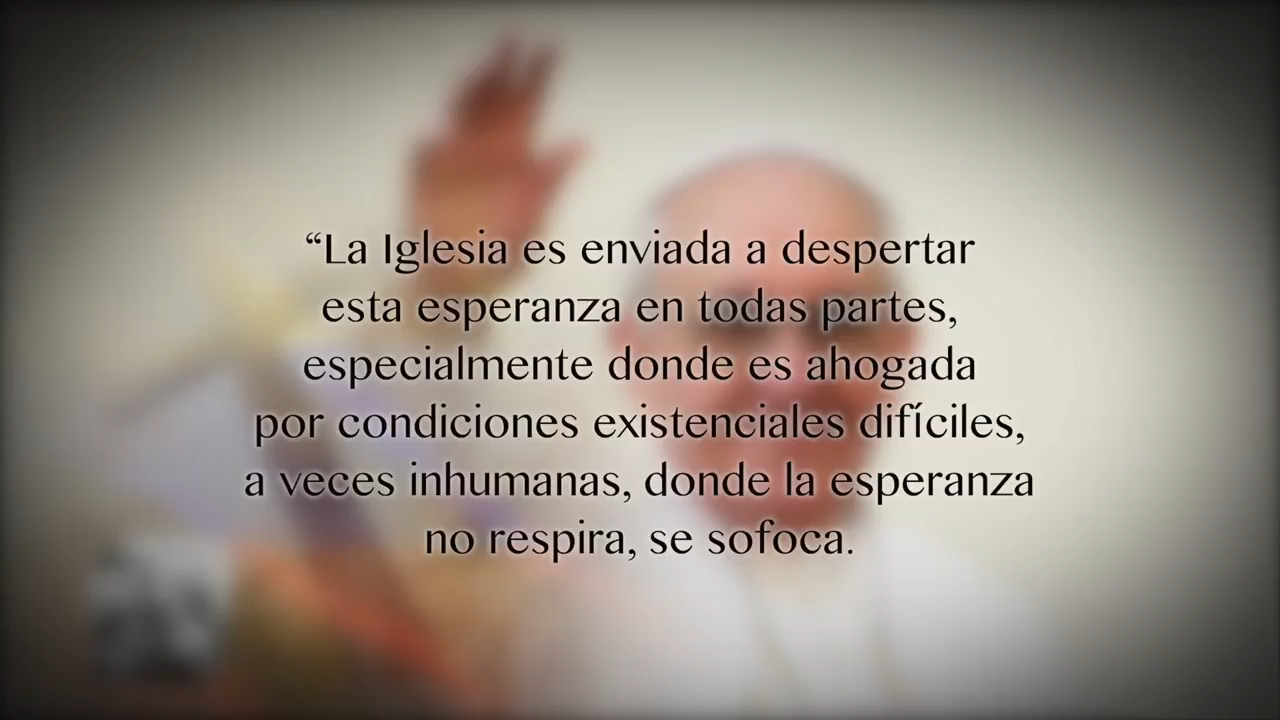 “La Iglesia es enviada a despertar
esta esperanza en todas partes,
especialmente donde es ahogada
por condiciones existenciales difíciles,
a veces inhumanas, donde la esperanza
no respira, se sofoca.